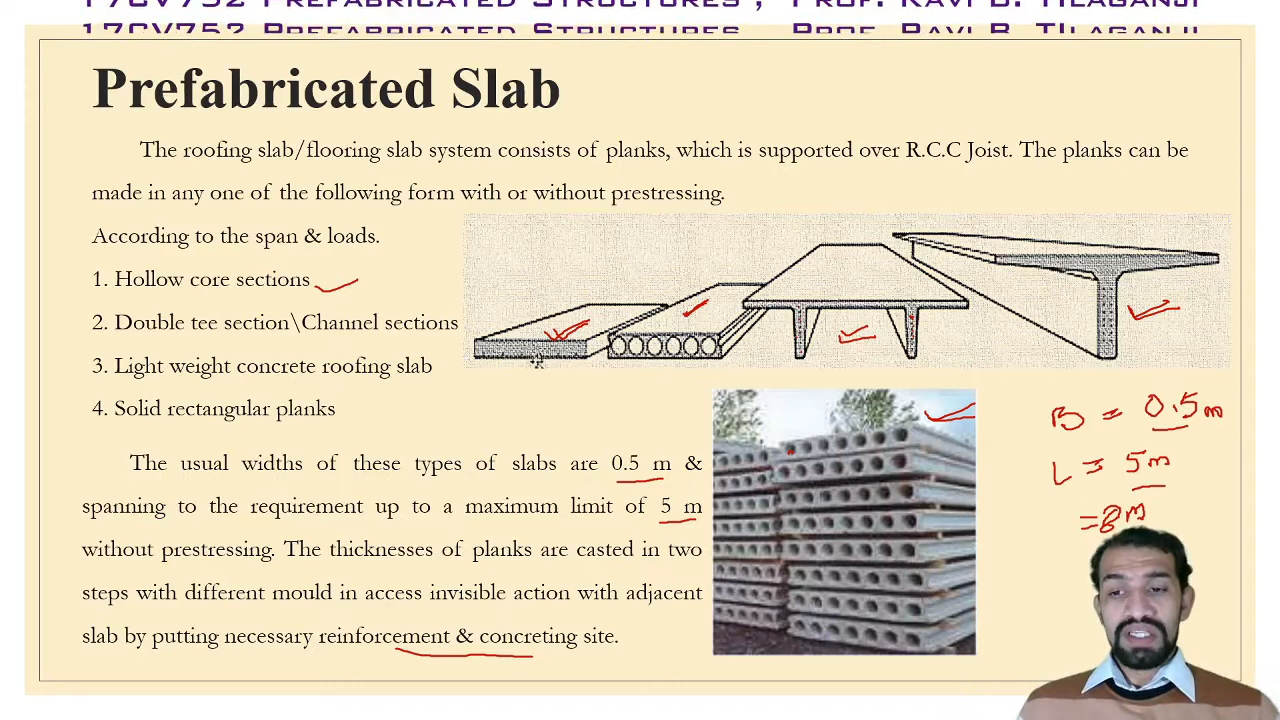 17CV752 Prefabricated Structures , Prof. Ravi B. Tilaganji
17CV752 Prefabricated Structures Prof. Ravi B. Tilaganji
Prefabricated Slab
The roofing slab/flooring slab system consists of planks, which is supported over R.C.C Joist. The planks can be
made in any one of the following form with or without prestressing.
According to the span & loads.
1. Hollow core sections
2. Double tee section\Channel sections
3. Light weight concrete roofing slab
4. Solid rectangular planks
The usual widths of these types of slabs are 0.5 m &
spanning to the requirement up to a maximum limit of 5 m
without prestressing. The thicknesses of planks are casted in two
steps with different mould in access invisible action with adjacent
slab by putting necessary reinforcement & concreting site.
B = 0.5m
L = 5m
= 8m